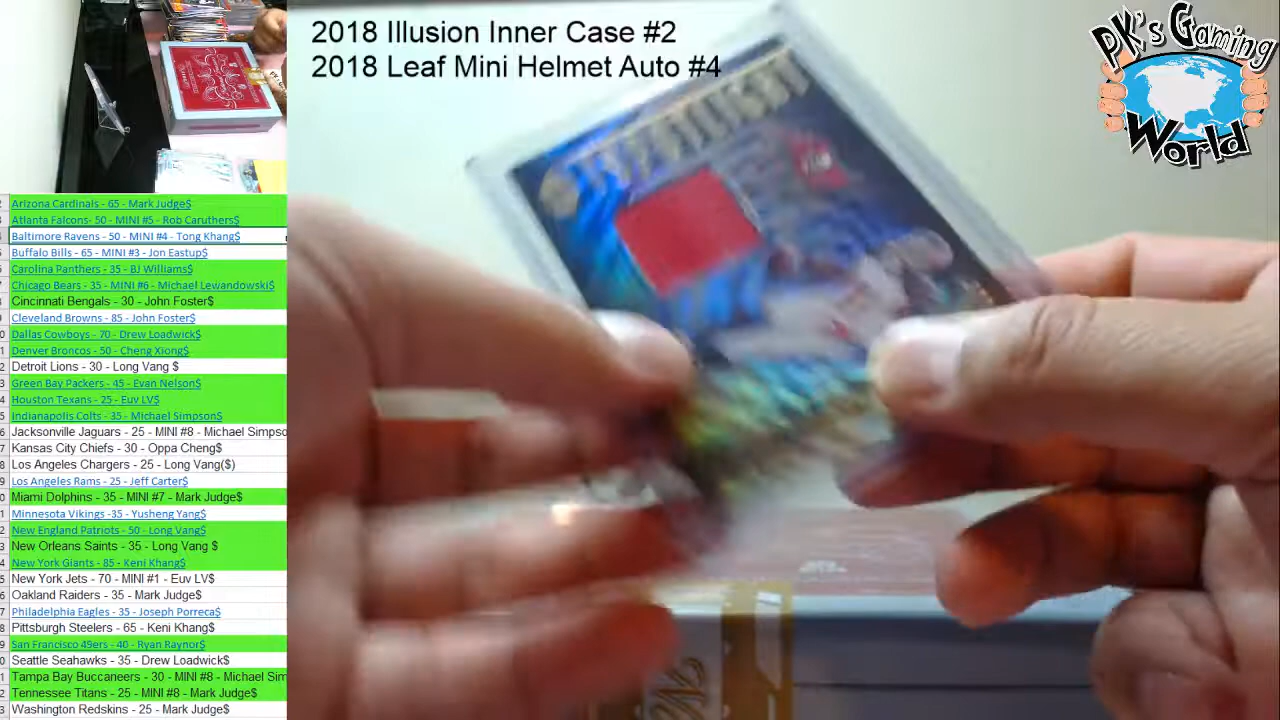 2018 Illusion Inner Case #2
2018 Leaf Mini Helmet Auto #4
PK's Gaming
World
Arizona Cardinals - 65 - Mark Judge$
Atlanta Falcons- 50 - MINI #5 - Rob Caruthers$
Baltimore Ravens - 50 - MINI #4 - Tong Khang$
Buffalo Bills - 65 - MINI #3 - Jon Eastup$
Carolina Panthers - 35 - BJ Williams$
Chicago Bears - 35 - MINI #6 - Michael Lewandowski$
Cincinnati Bengals - 30 - John Foster$
Cleveland Browns - 85 - John Foster$
Dallas Cowboys - 70 - Drew Loadwick$
Denver Broncos - 50 - Cheng Xiong$
Detroit Lions - 30 - Long Vang $
Green Bay Packers - 45 - Evan Nelson$
Houston Texans - 25 - Euv LV$
Indianapolis Colts - 35 - Michael Simpson$
Jacksonville Jaguars - 25 - MINI #8 - Michael Simpso
Kansas City Chiefs - 30 - Oppa Cheng$
Los Angeles Chargers - 25 - Long Vang($)
Los Angeles Rams - 25 - Jeff Carter$
Miami Dolphins - 35 - MINI #7 - Mark Judge$
Minnesota Vikings -35 - Yusheng Yang$
New England Patriots - 50 - Long Vang$
New Orleans Saints - 35 - Long Vang $
New York Giants - 85 - Keni Khang$
New York Jets - 70 - MINI #1 - Euv LV$
Oakland Raiders - 35 - Mark Judge$
Philadelphia Eagles - 35 - Joseph Porreca$
Pittsburgh Steelers - 65 - Keni Khang$
San Francisco 49ers - 40 - Ryan Raynor$
Seattle Seahawks - 35 - Drew Loadwick$
Tampa Bay Buccaneers - 30 - MINI #8 - Michael Sim
Tennessee Titans - 25 - MINI #8 - Mark Judge$
Washington Redskins - 25 - Mark Judge$